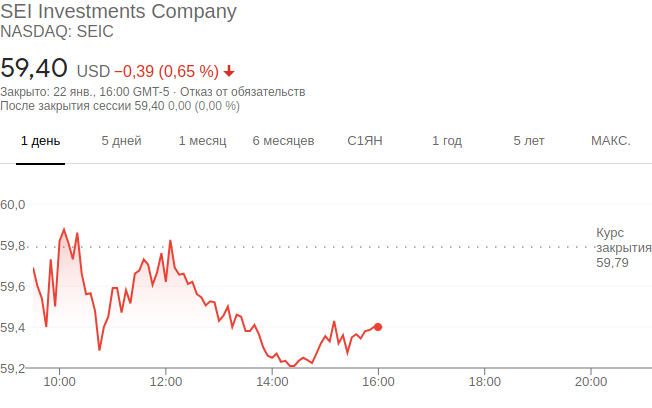 SEI Investments Company
NASDAQ: SEIC
59,40 USD −0,39 (0,65 %)
Закрыто: 22 янв., 16:00 GMT-5 · Отказ от обязательств
После закрытия сессии 59,40 0,00 (0,00 %)
1 день 5 дней 1 месяц 6 месяцев С1ЯН 1 год 5 лет МАКС.
60,0
59,8
59,6
59,4
59,2
Курс
закрытия
59,79
10:00 12:00 14:00 16:00 18:00 20:00